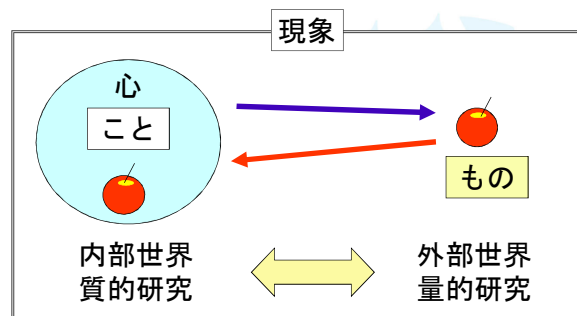 現象
心
こと
もの
内部世界
質的研究
外部世界
量的研究